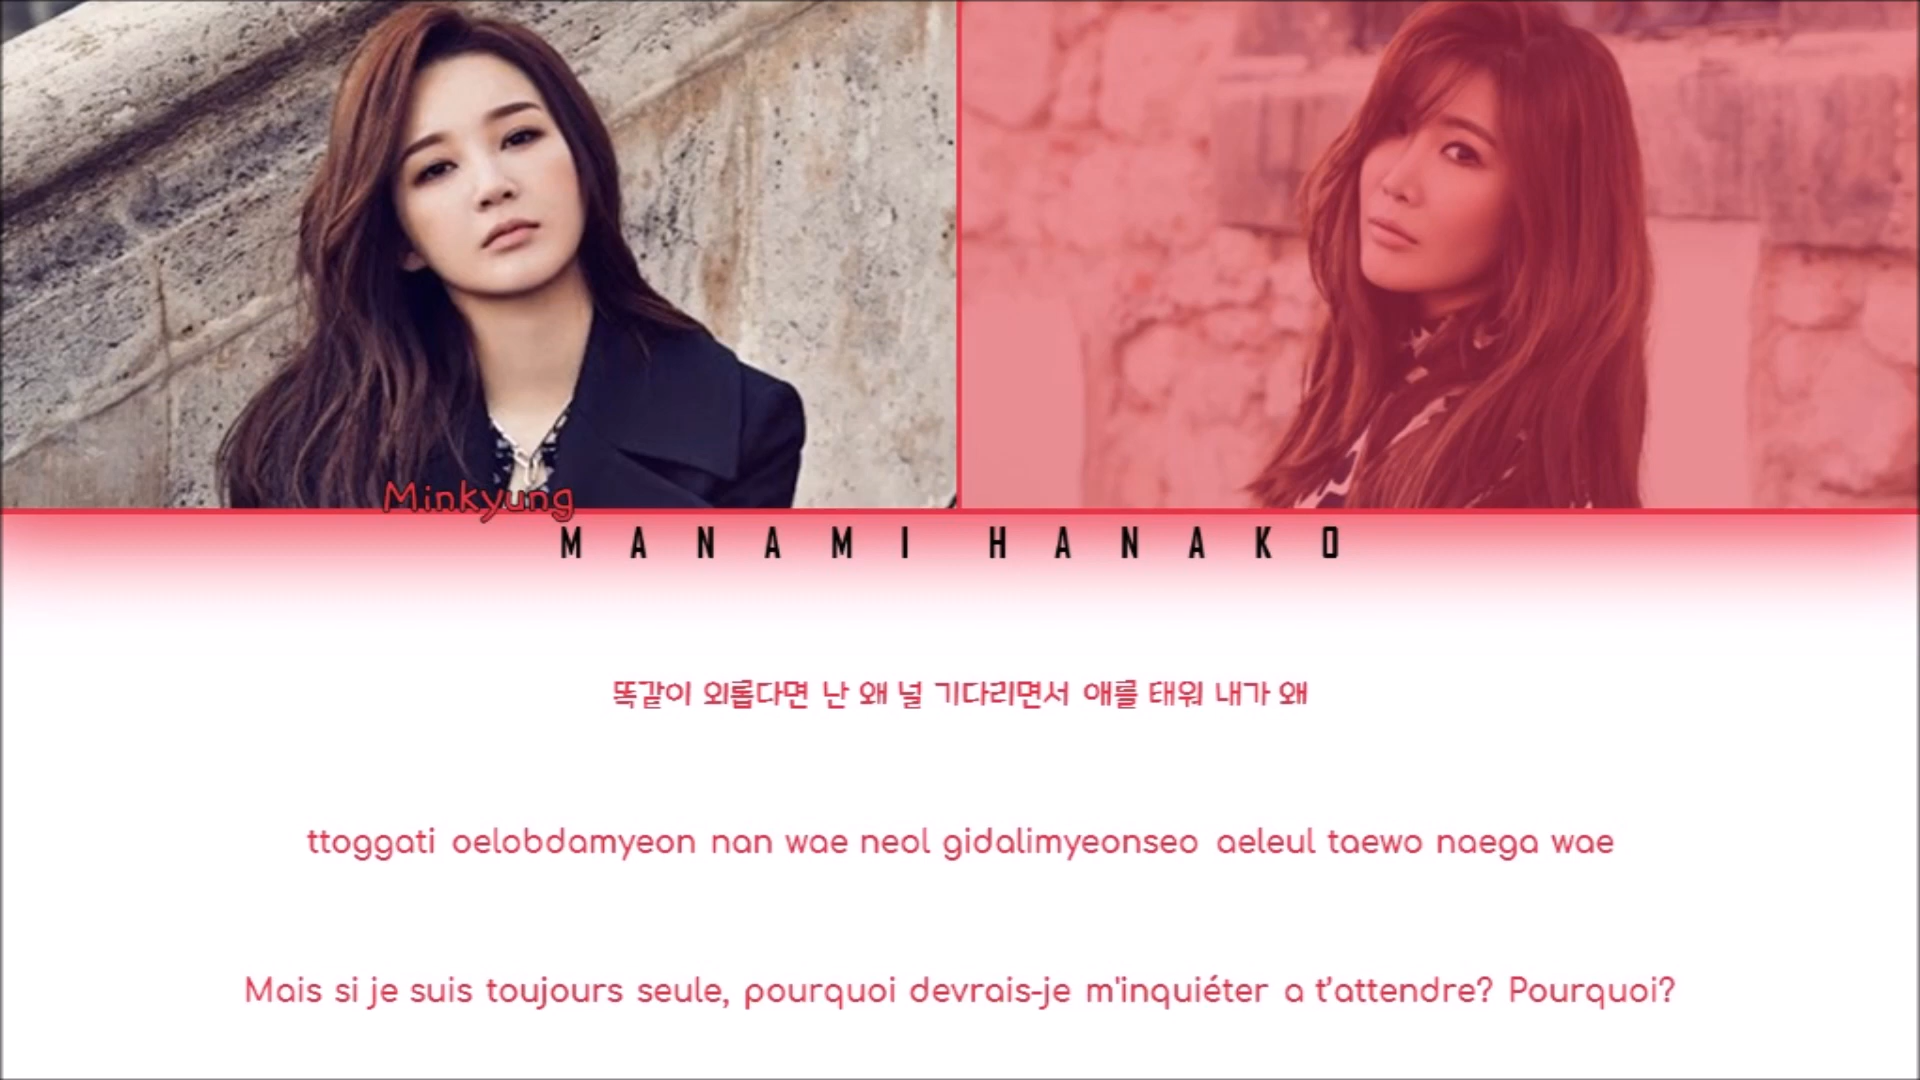 Minkyung
MANAMI HANAKO
똑같이 외롭다면 난 왜 널 기다리면서 애를 태워 내가 왜
ttoggati oelobdamyeon nan wae neol gidalimyeonseo aeleul taewo naega wae
Mais si je suis toujours seule, pourquoi devrais-je m'inquiéter a t'attendre? Pourquoi?